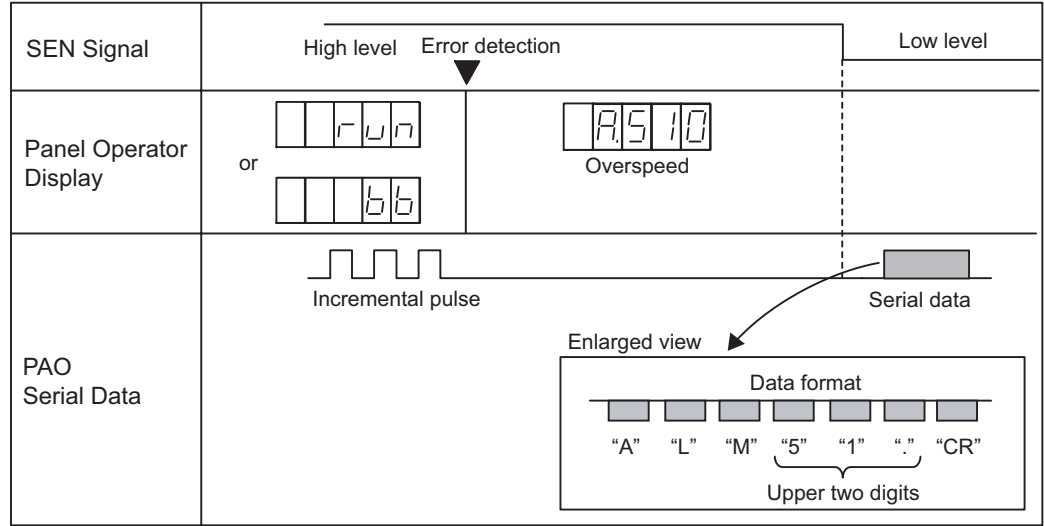 SEN Signal
High level
Error detection
Low level
Panel Operator
Display
run
or
bb
A.510
Overspeed
PAO
Serial Data
Incremental pulse
Serial data
Enlarged view
Data format
“A” “L” “M” “5” “1” “.” “CR”
Upper two digits